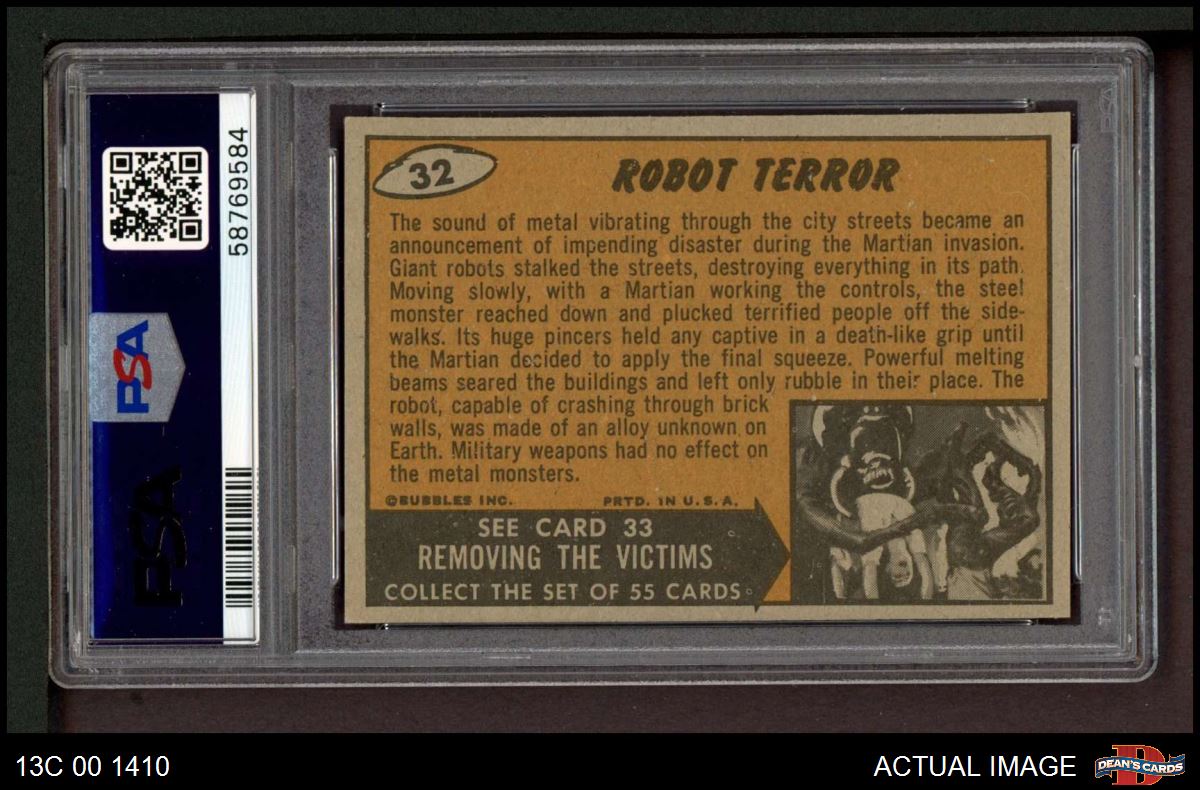 58769584
PSA
PSA
32
ROBOT TERROR
The sound of metal vibrating through the city streets became an
announcement of impending disaster during the Martian invasion.
Giant robots stalked the streets, destroying everything in its path.
Moving slowly, with a Martian working the controls, the steel
monster reached down and plucked terrified people off the side-
walks. Its huge pincers held any captive in a death-like grip until
the Martian decided to apply the final squeeze. Powerful melting
beams seared the buildings and left only rubble in their place. The
robot, capable of crashing through brick
walls, was made of an alloy unknown on
Earth. Military weapons had no effect on
the metal monsters.
©BUBBLES INC. PRTD. IN U.S.A.
SEE CARD 33
REMOVING THE VICTIMS
COLLECT THE SET OF 55 CARDS
13C 00 1410
ACTUAL IMAGE
DEAN'S CARDS